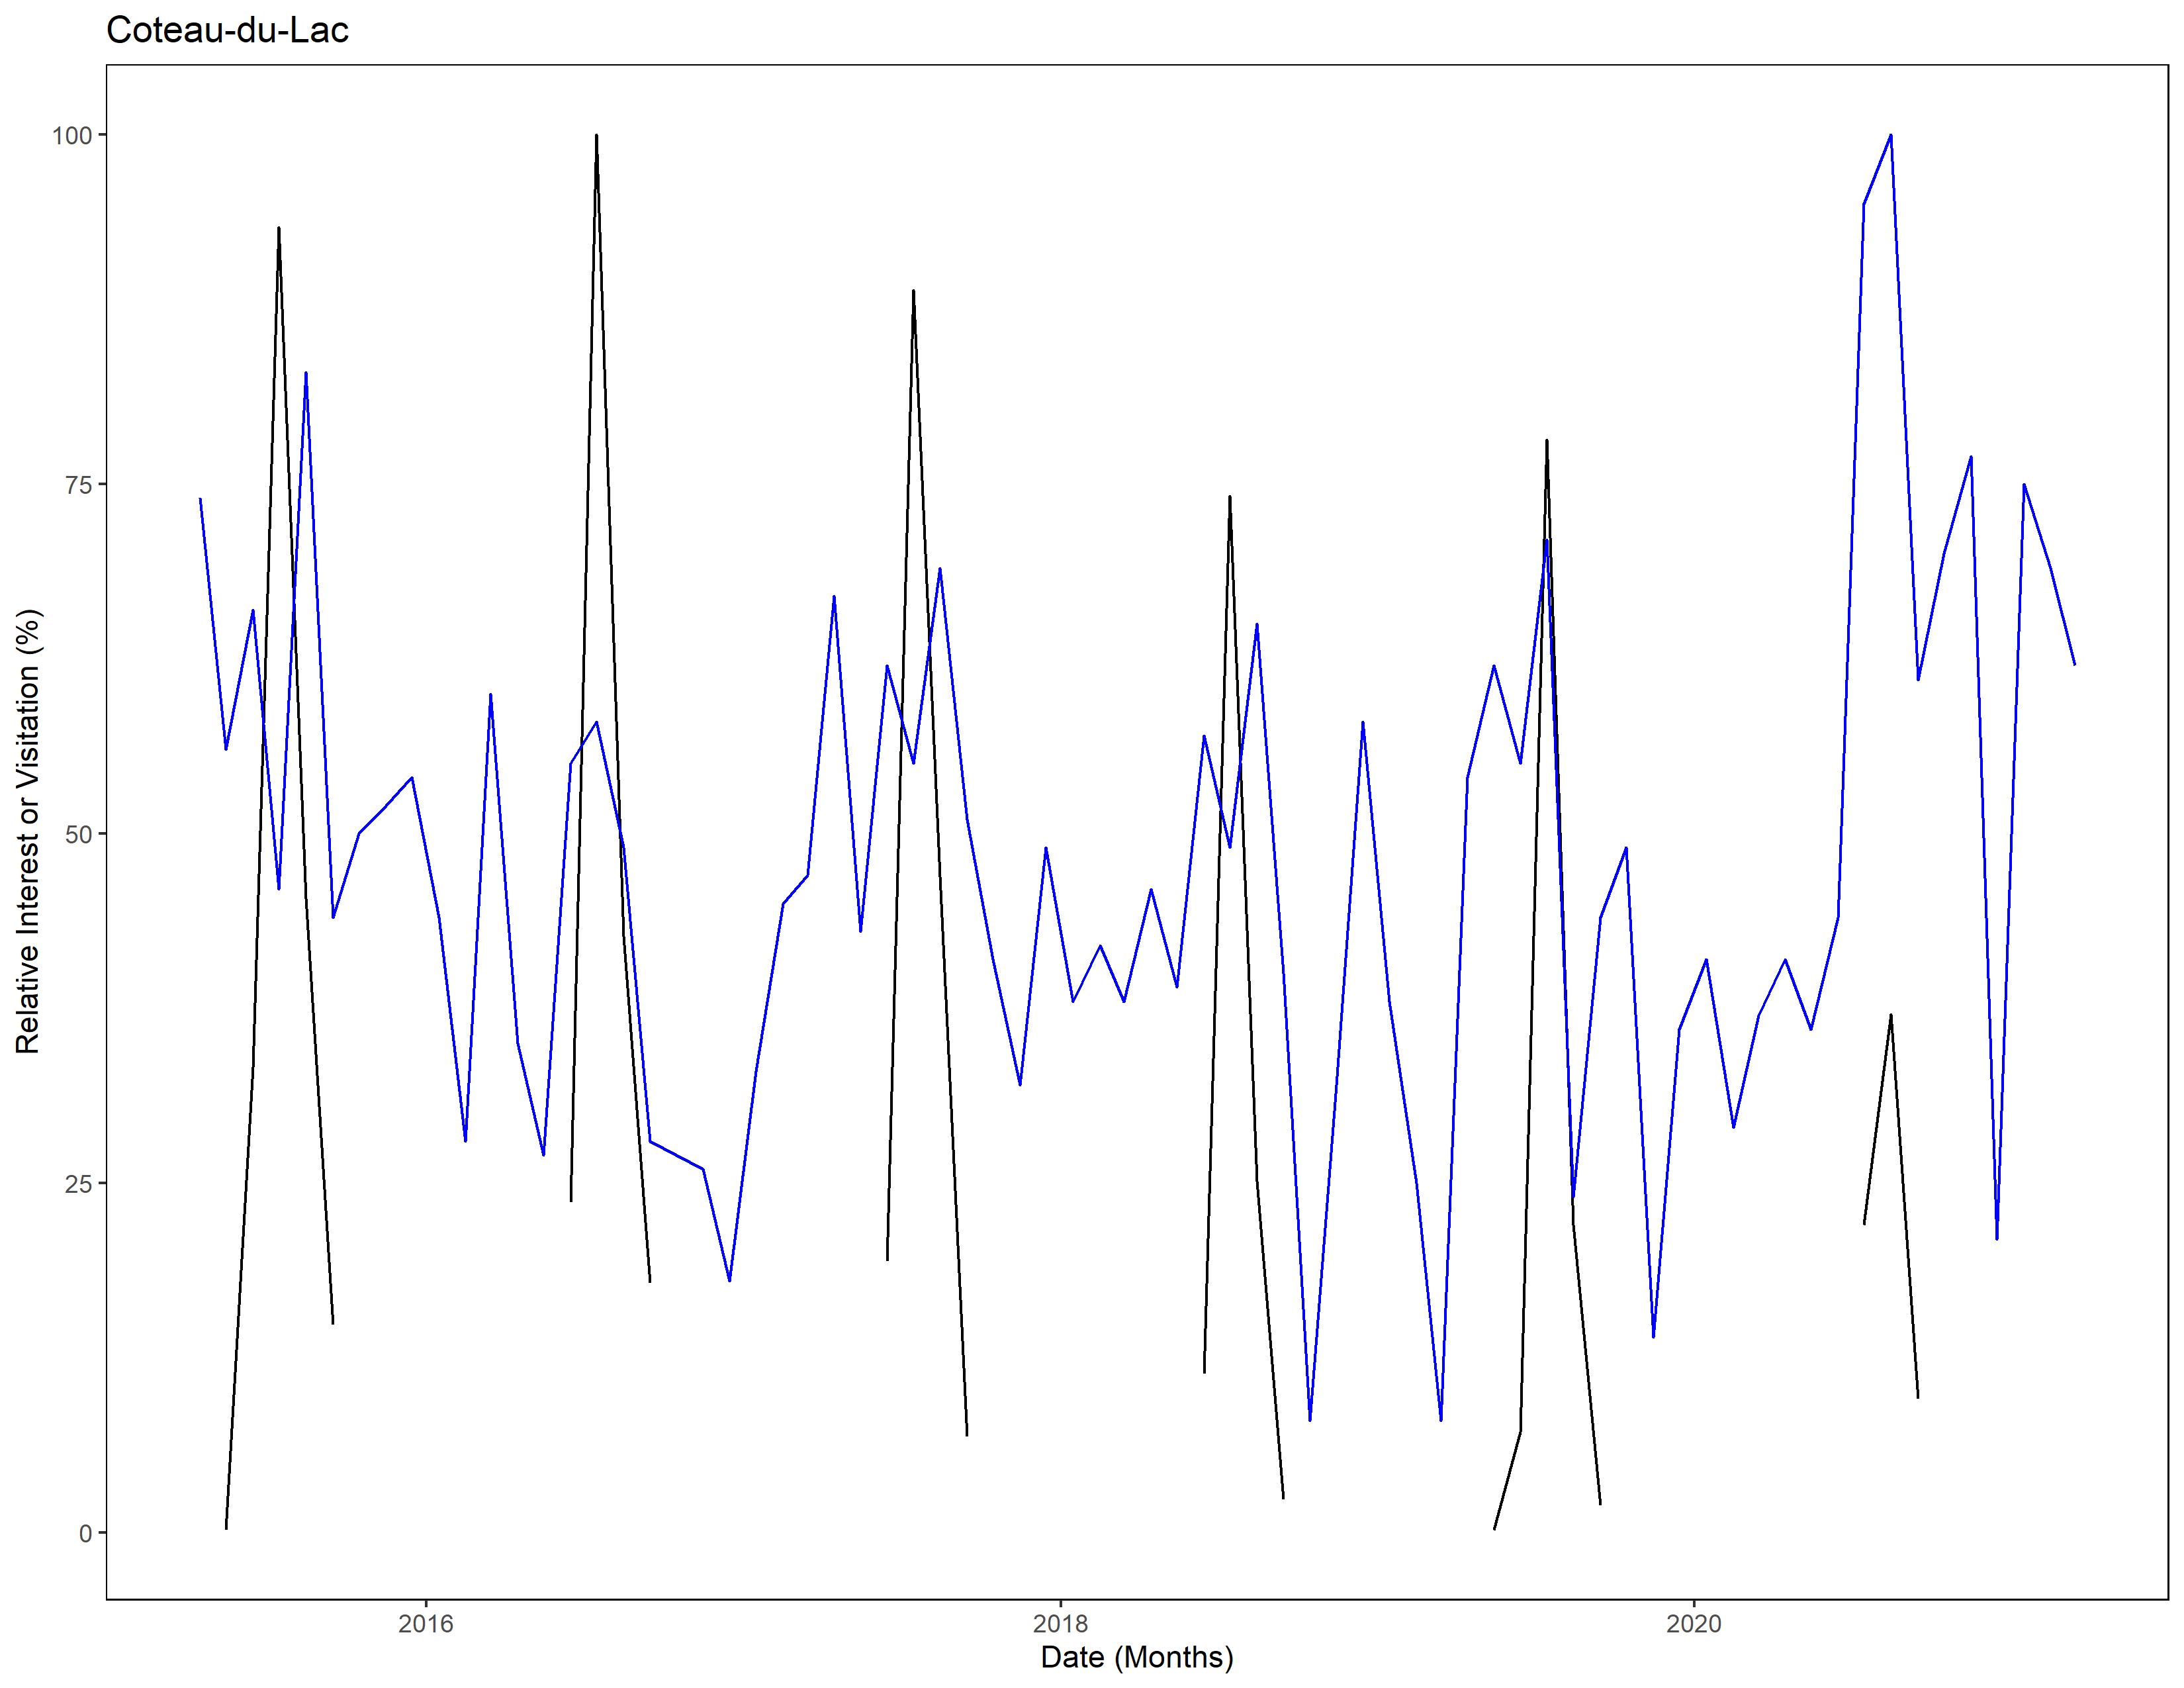 Coteau-du-Lac
100
75
50
25
0
Relative Interest or Visitation (%)
2016
2018
2020
Date (Months)